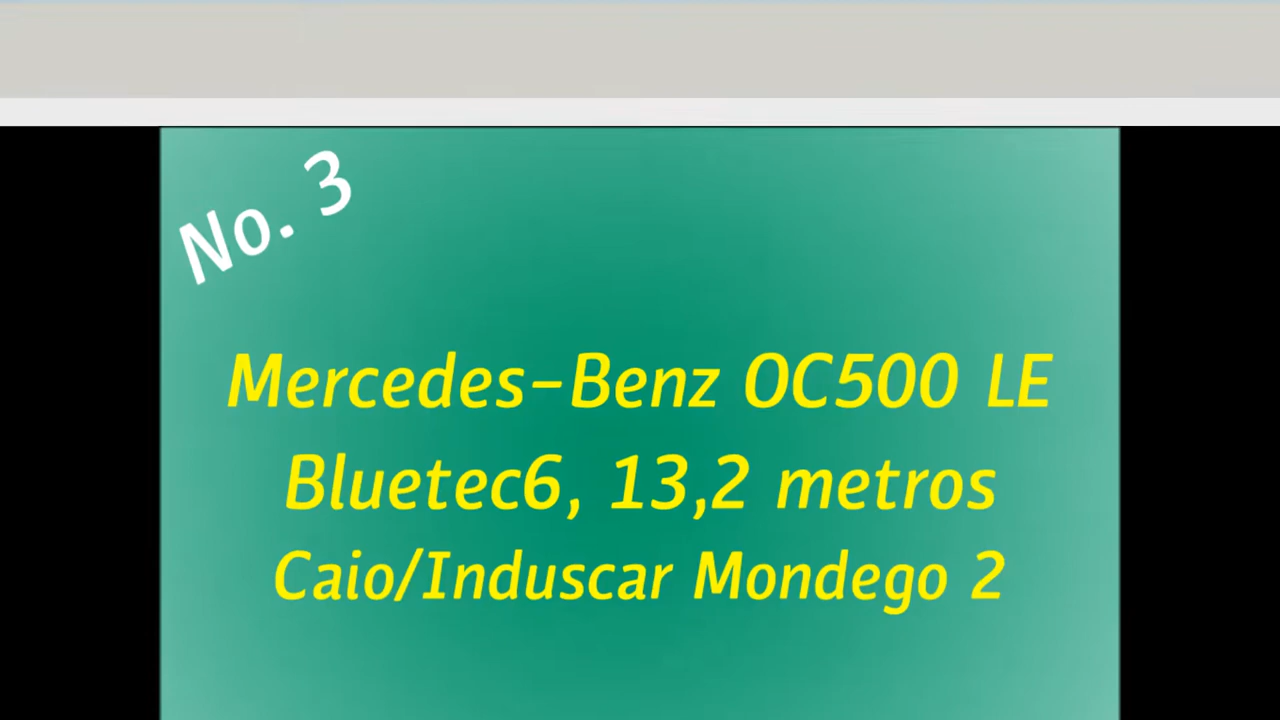 No. 3
Mercedes-Benz OC500 LE
Bluetec6, 13,2 metros
Caio/Induscar Mondego 2